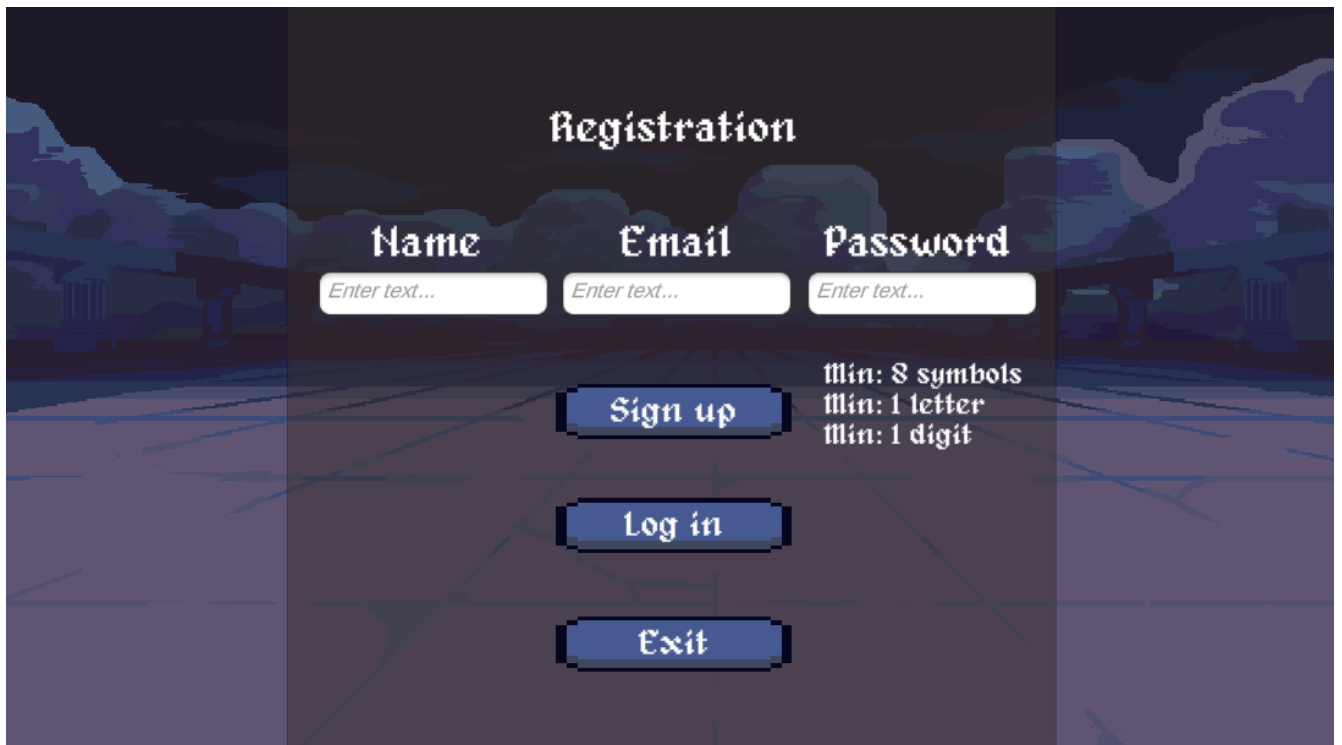 Registration
Name Email Password
Enter text... Enter text... Enter text...
Min: 8 symbols
Min: 1 letter
Min: 1 digit
Sign up
Log in
Exit